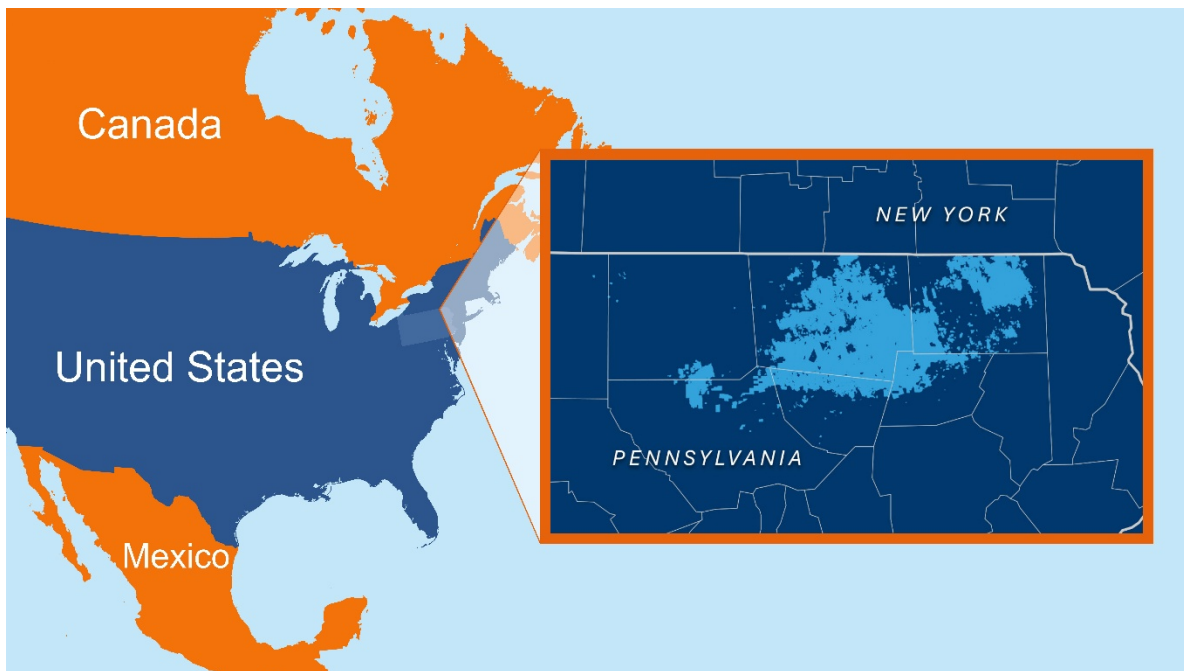 Canada
United States
Mexico
NEW YORK
PENNSYLVANIA